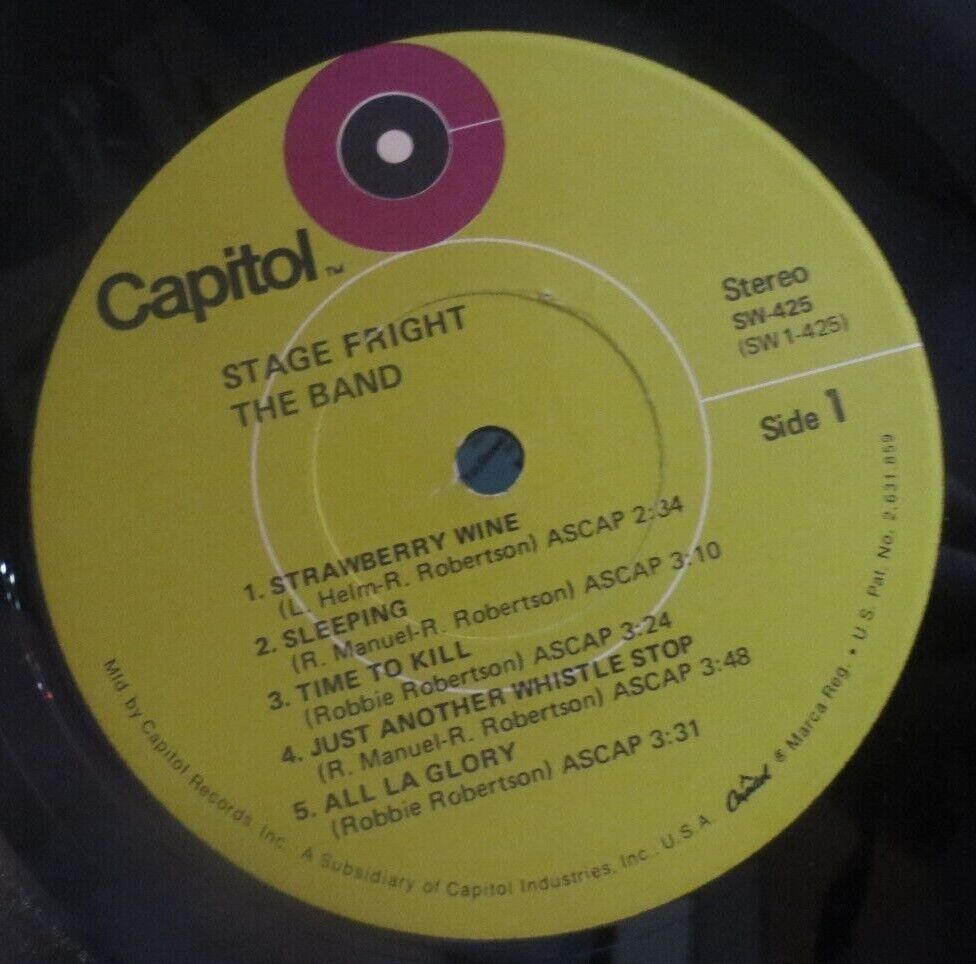 Capitol™
STAGE FRIGHT
THE BAND
Stereo
SW-425
(SW1-425)
Side 1
1. STRAWBERRY WINE
(L. Helm-R. Robertson) ASCAP 2:34
2. SLEEPING
(R. Manuel-R. Robertson) ASCAP 3:10
3. TIME TO KILL
(Robbie Robertson) ASCAP 3:24
4. JUST ANOTHER WHISTLE STOP
(R. Manuel-R. Robertson) ASCAP 3:48
5. ALL LA GLORY
(Robbie Robertson) ASCAP 3:31
Mfd by Capitol Records, Inc. A Subsidiary of Capitol Industries, Inc., U.S.A. Capitol ® Marca Reg. • U.S. Pat. No. 2,631,859